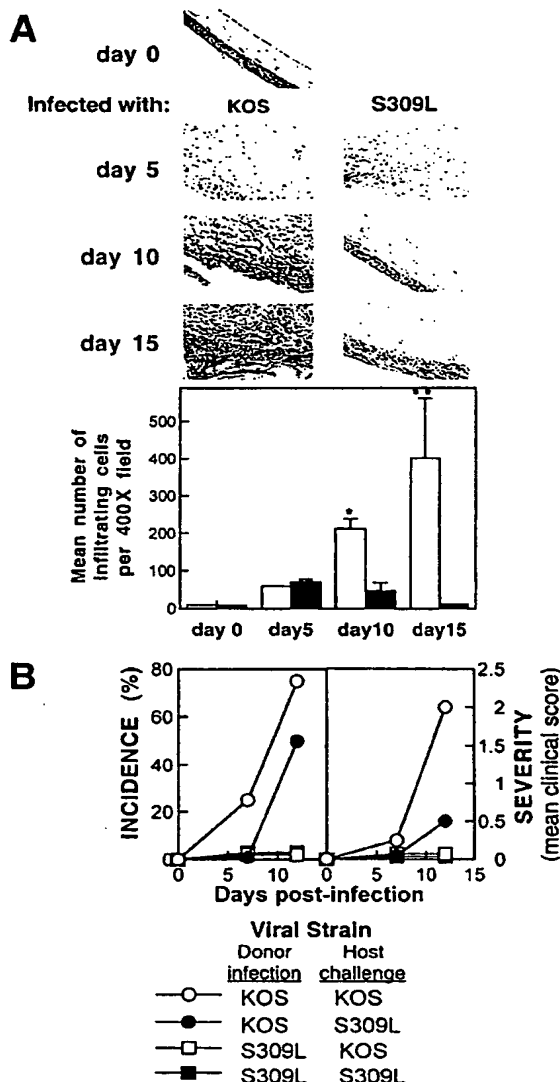 A
day 0
Infected with: KOS S309L
day 5
day 10
day 15
Mean number of
infiltrating cells
per 400X field
500
400
300
200
100
0
*
**
day 0 day5 day10 day15
B
INCIDENCE (%)
80
60
40
20
0
2.5
2
1.5
1
0.5
0
SEVERITY
(mean clinical score)
0 5 10 0 5 10 15
Days post-infection
Viral Strain
Donor Host
infection challenge
KOS KOS
KOS S309L
S309L KOS
S309L S309L